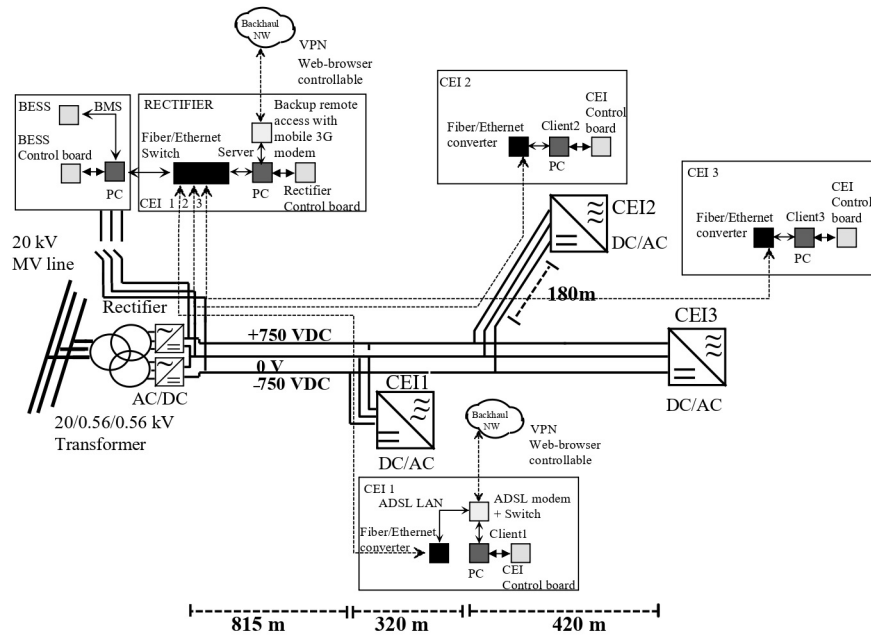 Backhaul
NW
VPN
Web-browser
controllable
BESS
BMS
BESS
Control board
PC
RECTIFIER
Fiber/Ethernet
Switch
Backup remote
access with
mobile 3G
modem
Server
PC
Rectifier
Control board
CEI 1 2 3
CEI 2
Fiber/Ethernet
converter
Client2
PC
CEI
Control
board
CEI 3
Fiber/Ethernet
converter
Client3
PC
CEI
Control
board
20 kV
MV line
CEI2
DC/AC
180m
Rectifier
+750 VDC
0 V
-750 VDC
AC/DC
20/0.56/0.56 kV
Transformer
CEI3
DC/AC
CEI1
DC/AC
Backhaul
NW
VPN
Web-browser
controllable
CEI 1
ADSL LAN
ADSL modem
+ Switch
Fiber/Ethernet
converter
Client1
PC
CEI
Control board
815 m
320 m
420 m